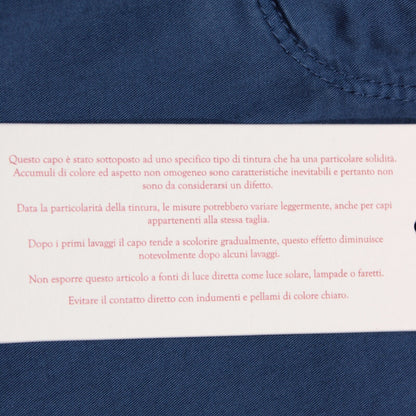 Questo capo è stato sottoposto ad uno specifico tipo di tintura che ha una particolare solidità.
Accumuli di colore ed aspetto non omogeneo sono caratteristiche inevitabili e pertanto non
sono da considerarsi un difetto.
Data la particolarità della tintura, le misure potrebbero variare leggermente, anche per capi
appartenenti alla stessa taglia.
Dopo i primi lavaggi il capo tende a scolorire gradualmente, questo effetto diminuisce
notevolmente dopo alcuni lavaggi.
Non esporre questo articolo a fonti di luce diretta come luce solare, lampade o faretti.
Evitare il contatto diretto con indumenti e pellami di colore chiaro.